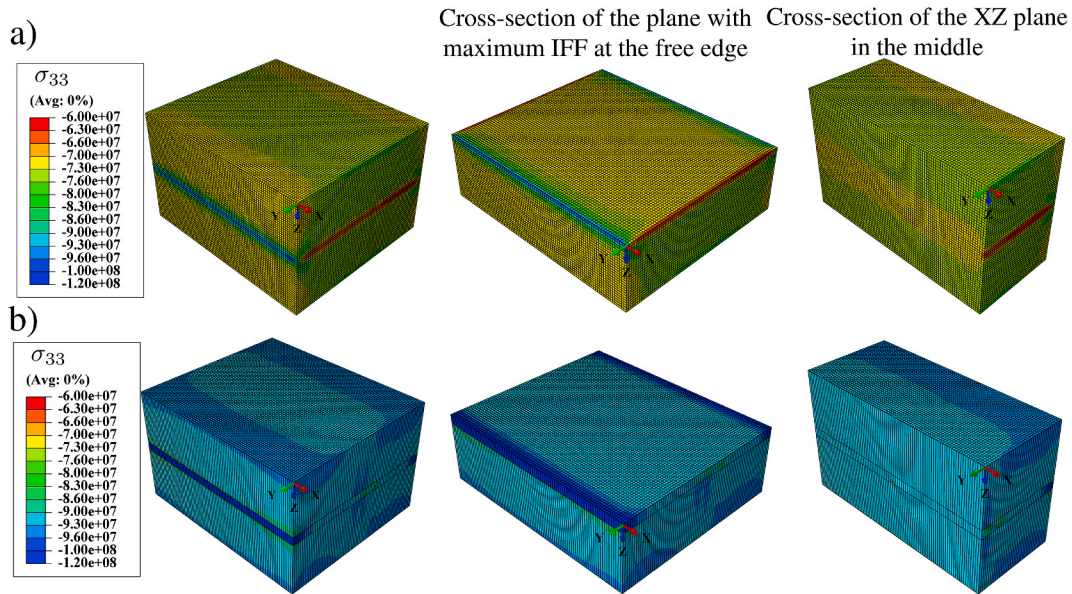 a)
Cross-section of the plane with
maximum IFF at the free edge
Cross-section of the XZ plane
in the middle
σ33
(Avg: 0%)
-6.00e+07
-6.30e+07
-6.60e+07
-7.00e+07
-7.30e+07
-7.60e+07
-8.00e+07
-8.30e+07
-8.60e+07
-9.00e+07
-9.30e+07
-9.60e+07
-1.00e+08
-1.20e+08
Y X
Z
Y X
Z
Y X
Z
b)
σ33
(Avg: 0%)
-6.00e+07
-6.30e+07
-6.60e+07
-7.00e+07
-7.30e+07
-7.60e+07
-8.00e+07
-8.30e+07
-8.60e+07
-9.00e+07
-9.30e+07
-9.60e+07
-1.00e+08
-1.20e+08
Y X
Z
Y X
Z
Y X
Z